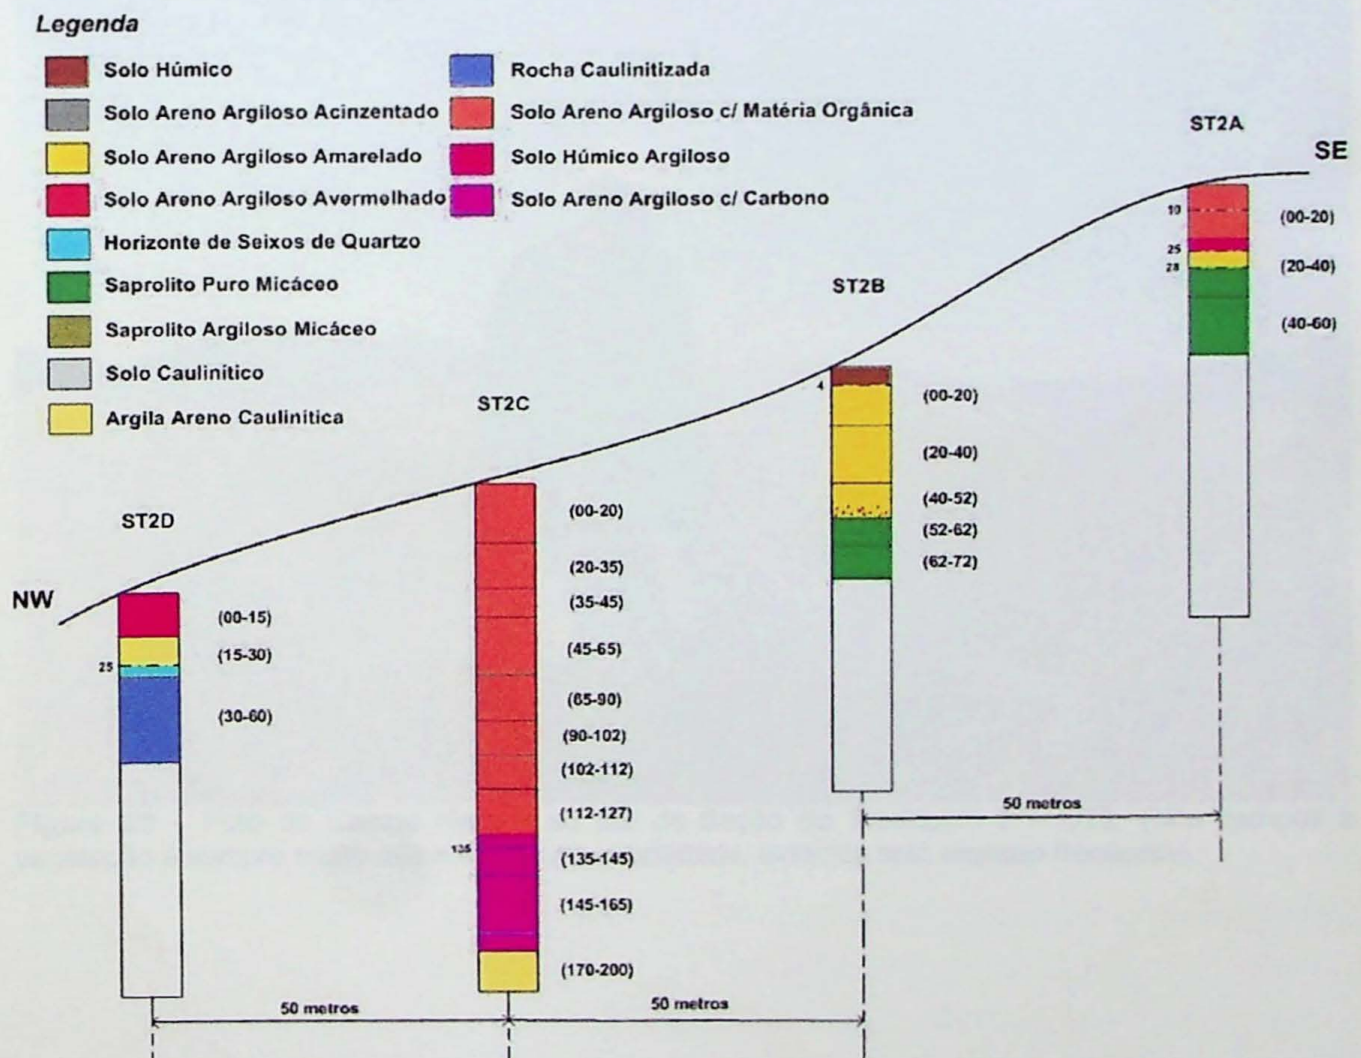 Legenda
Solo Húmico
Solo Areno Argiloso Acinzentado
Solo Areno Argiloso Amarelado
Solo Areno Argiloso Avermelhado
Horizonte de Seixos de Quartzo
Saprolito Puro Micáceo
Saprolito Argiloso Micáceo
Solo Caulinítico
Argila Areno Caulinítica
Rocha Caulinitizada
Solo Areno Argiloso c/ Matéria Orgânica
Solo Húmico Argiloso
Solo Areno Argiloso c/ Carbono
ST2A
SE
10
(00-20)
25
28
(20-40)
(40-60)
ST2B
4
(00-20)
(20-40)
(40-52)
(52-62)
(62-72)
50 metros
ST2C
(00-20)
(20-35)
(35-45)
(45-65)
(65-90)
(90-102)
(102-112)
(112-127)
135
(135-145)
(145-165)
(170-200)
50 metros
ST2D
NW
(00-15)
(15-30)
25
(30-60)
50 metros